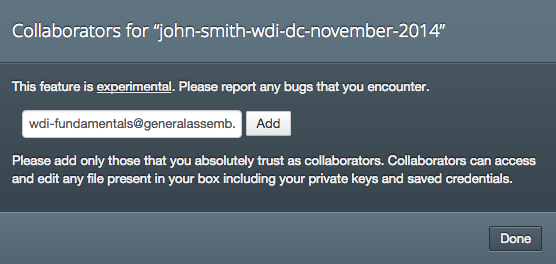 Collaborators for “john-smith-wdi-dc-november-2014”
This feature is experimental. Please report any bugs that you encounter.
wdi-fundamentals@generalassemb. Add
Please add only those that you absolutely trust as collaborators. Collaborators can access
and edit any file present in your box including your private keys and saved credentials.
Done